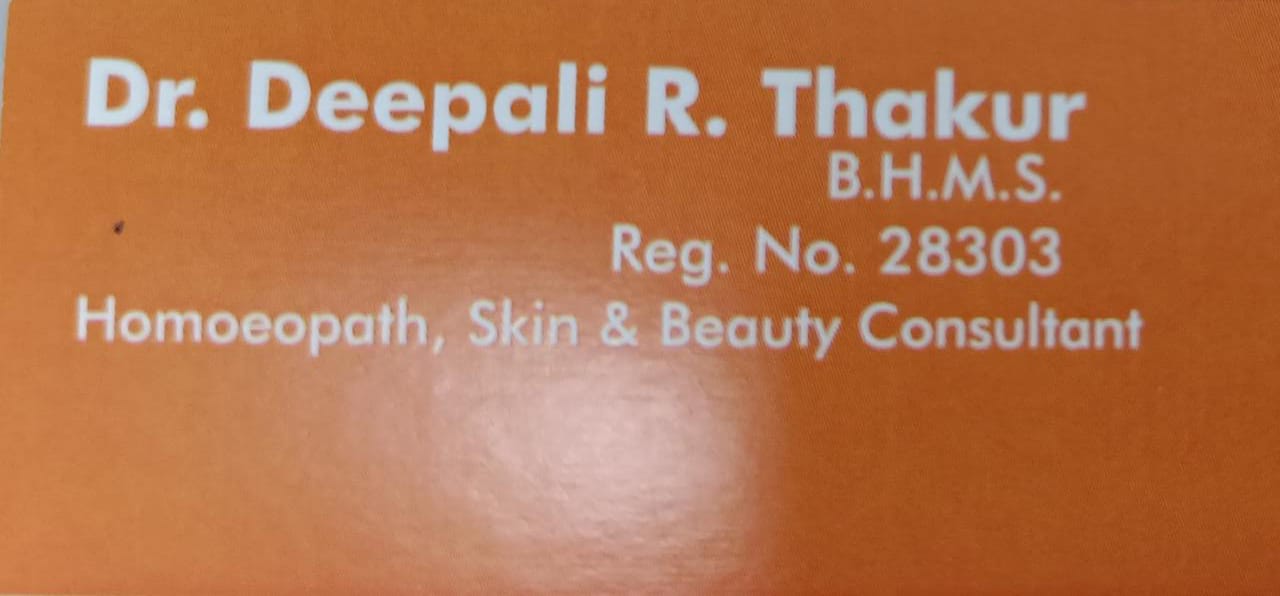 Dr. Deepali R. Thakur
B.H.M.S.
Reg. No. 28303
Homoeopath, Skin & Beauty Consultant